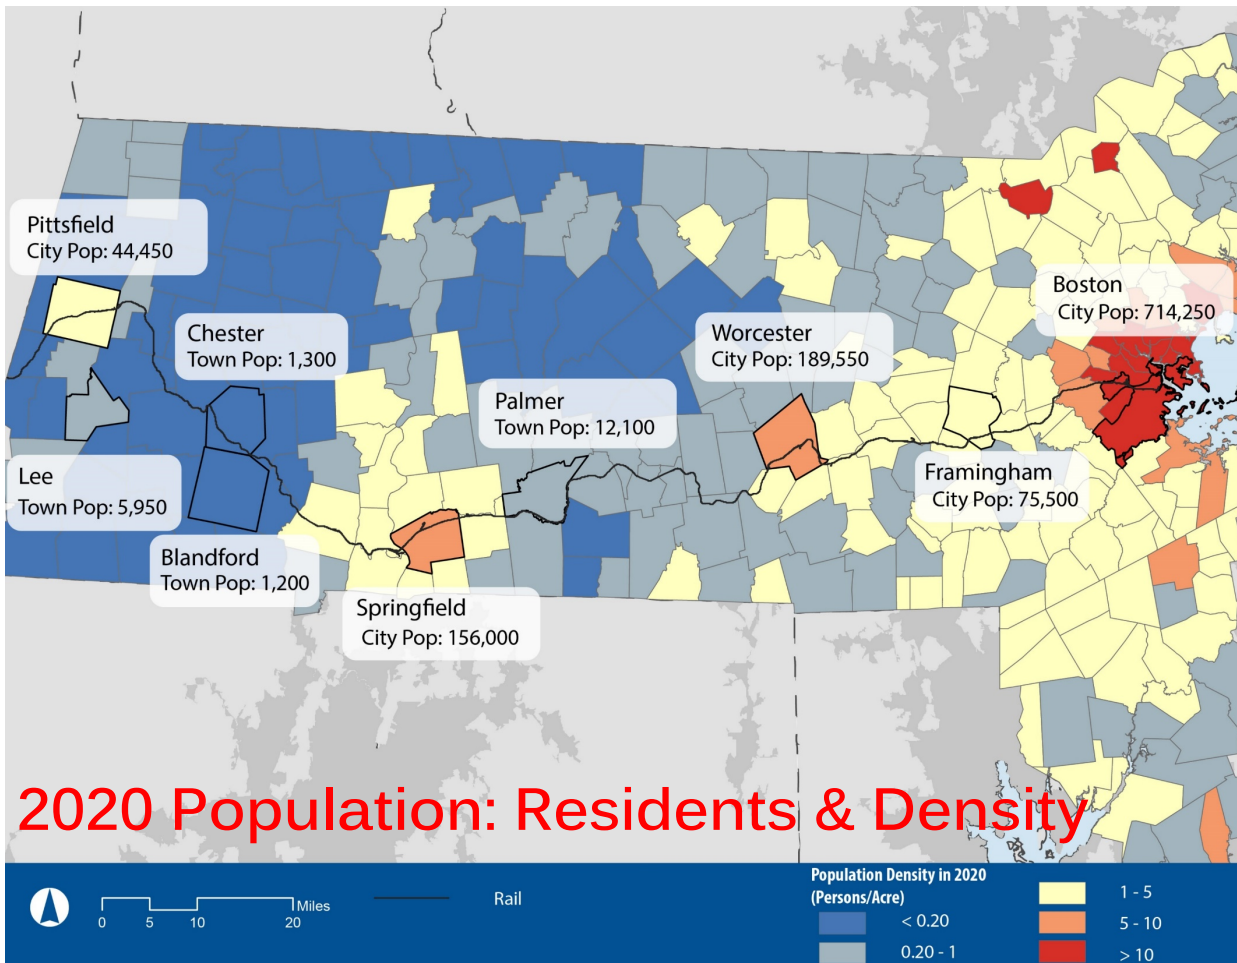 Pittsfield
City Pop: 44,450
Boston
City Pop: 714,250
Chester
Town Pop: 1,300
Worcester
City Pop: 189,550
Palmer
Town Pop: 12,100
Lee
Town Pop: 5,950
Framingham
City Pop: 75,500
Blandford
Town Pop: 1,200
Springfield
City Pop: 156,000
2020 Population: Residents & Density
Miles
0 5 10 20
Rail
Population Density in 2020
(Persons/Acre)
< 0.20
0.20 - 1
1 - 5
5 - 10
> 10